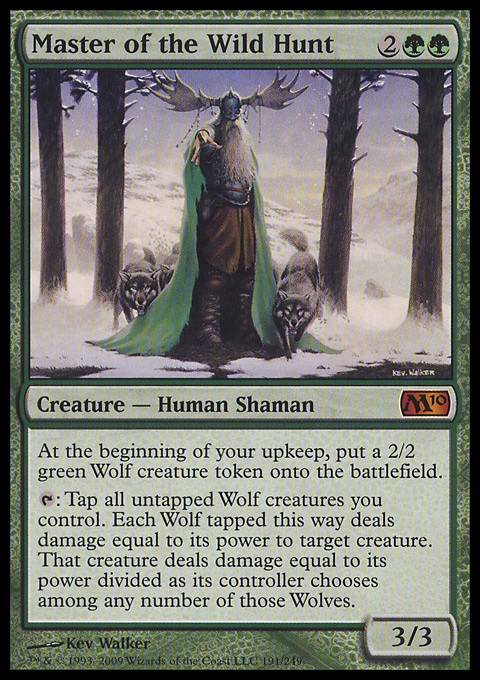 Master of the Wild Hunt 2
KEV. WALKER
Creature — Human Shaman M10
At the beginning of your upkeep, put a 2/2
green Wolf creature token onto the battlefield.
: Tap all untapped Wolf creatures you
control. Each Wolf tapped this way deals
damage equal to its power to target creature.
That creature deals damage equal to its
power divided as its controller chooses
among any number of those Wolves.
Kev Walker
3/3
™ & © 1993–2009 Wizards of the Coast LLC 191/249